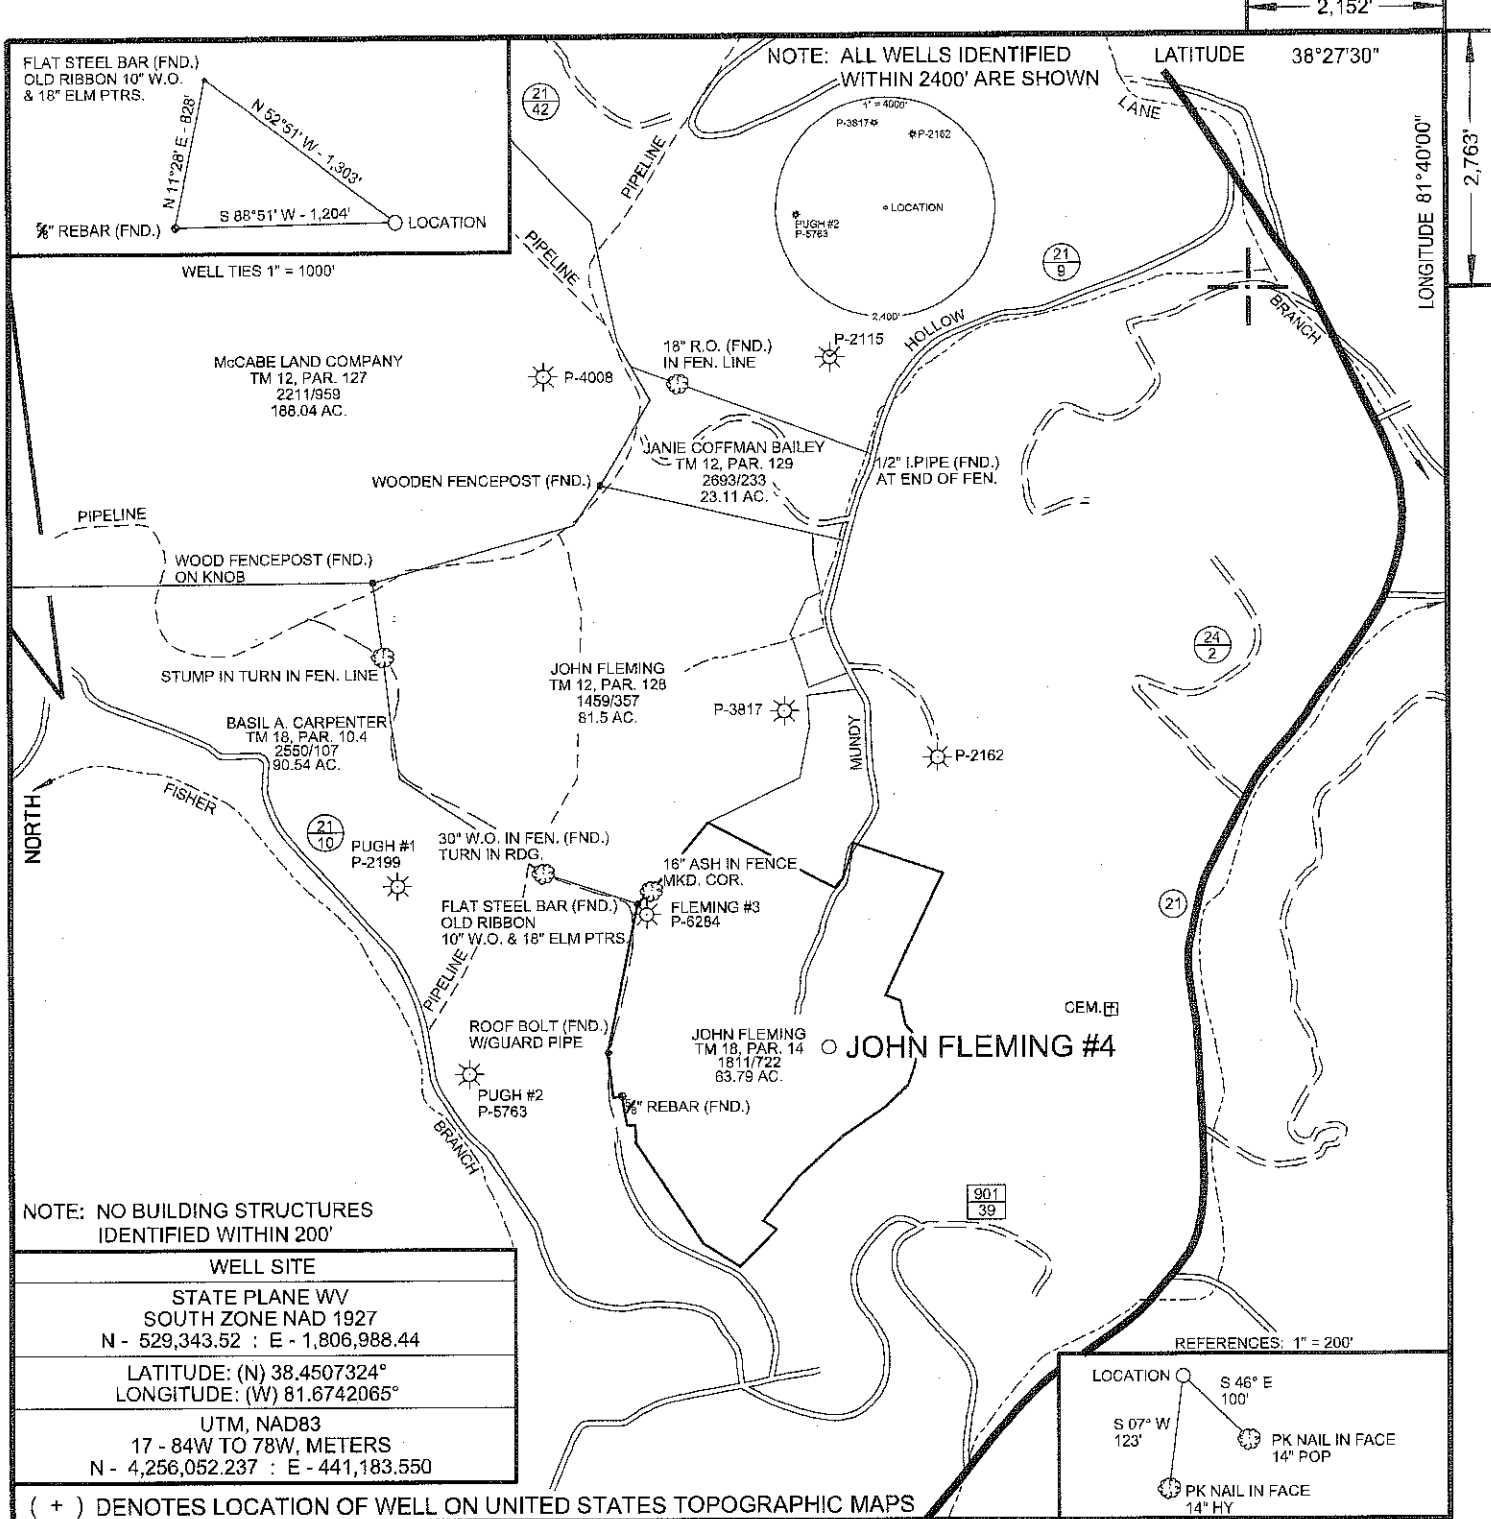 2,152'
FLAT STEEL BAR (FND.)
OLD RIBBON 10" W.O.
& 18" ELM PTRS.
N 11°28' E - 828'
N 52°51' W - 1,303'
S 88°51' W - 1,204'
LOCATION
⅝" REBAR (FND.)
WELL TIES 1" = 1000'
21
42
NOTE: ALL WELLS IDENTIFIED
WITHIN 2400' ARE SHOWN
1" = 4000'
P-3817
P-2162
LOCATION
PUGH #2
P-5763
2,400'
LATITUDE 38°27'30"
LANE
LONGITUDE 81°40'00"
2,763'
PIPELINE
PIPELINE
21
9
HOLLOW
BRANCH
McCABE LAND COMPANY
TM 12, PAR. 127
2211/959
188.04 AC.
P-4008
18" R.O. (FND.)
IN FEN. LINE
P-2115
JANIE COFFMAN BAILEY
TM 12, PAR. 129
2693/233
23.11 AC.
1/2" I.PIPE (FND.)
AT END OF FEN.
WOODEN FENCEPOST (FND.)
PIPELINE
WOOD FENCEPOST (FND.)
ON KNOB
STUMP IN TURN IN FEN. LINE
JOHN FLEMING
TM 12, PAR. 128
1459/357
81.5 AC.
24
2
BASIL A. CARPENTER
TM 18, PAR. 10.4
2550/107
90.54 AC.
P-3817
MUNDY
P-2162
NORTH
FISHER
21
10
PUGH #1
P-2199
30" W.O. IN FEN. (FND.)
TURN IN RDG.
16" ASH IN FENCE
MKD. COR.
FLAT STEEL BAR (FND.)
OLD RIBBON
10" W.O. & 18" ELM PTRS.
FLEMING #3
P-6284
21
PIPELINE
CEM.
ROOF BOLT (FND.)
W/GUARD PIPE
JOHN FLEMING
TM 18, PAR. 14
1811/722
63.79 AC.
JOHN FLEMING #4
PUGH #2
P-5763
⅝" REBAR (FND.)
BRANCH
901
39
NOTE: NO BUILDING STRUCTURES
IDENTIFIED WITHIN 200'
WELL SITE
STATE PLANE WV
SOUTH ZONE NAD 1927
N - 529,343.52 : E - 1,806,988.44
LATITUDE: (N) 38.4507324°
LONGITUDE: (W) 81.6742065°
UTM, NAD83
17 - 84W TO 78W, METERS
N - 4,256,052.237 : E - 441,183.550
REFERENCES: 1" = 200'
LOCATION
S 46° E
100'
S 07° W
123'
PK NAIL IN FACE
14" POP
PK NAIL IN FACE
14" HY
( + ) DENOTES LOCATION OF WELL ON UNITED STATES TOPOGRAPHIC MAPS